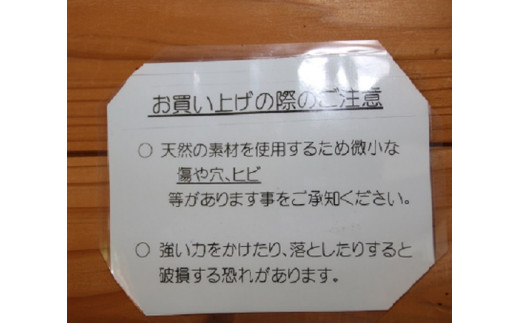 お買い上げの際のご注意
○ 天然の素材を使用するため微小な
傷や穴、ヒビ
等があります事をご承知ください。
○ 強い力をかけたり、落としたりすると
破損する恐れがあります。